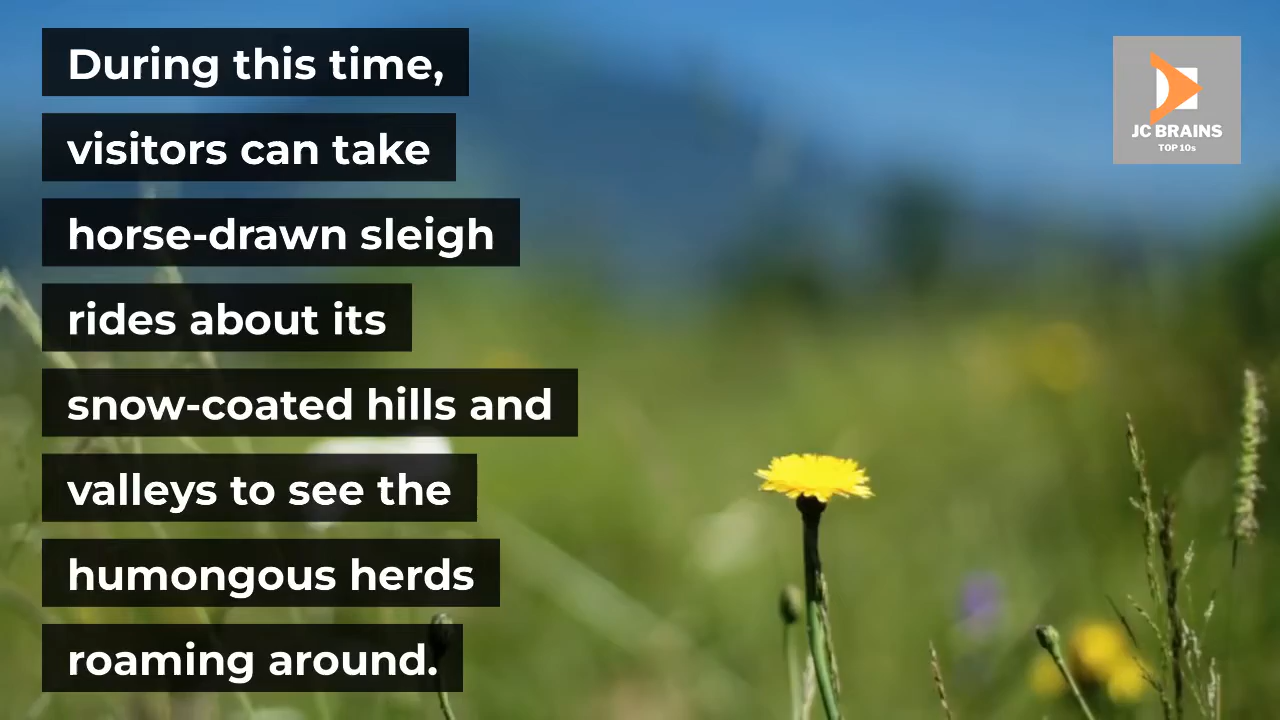 During this time,
visitors can take
horse-drawn sleigh
rides about its
snow-coated hills and
valleys to see the
humongous herds
roaming around.
JC BRAINS
TOP 10s